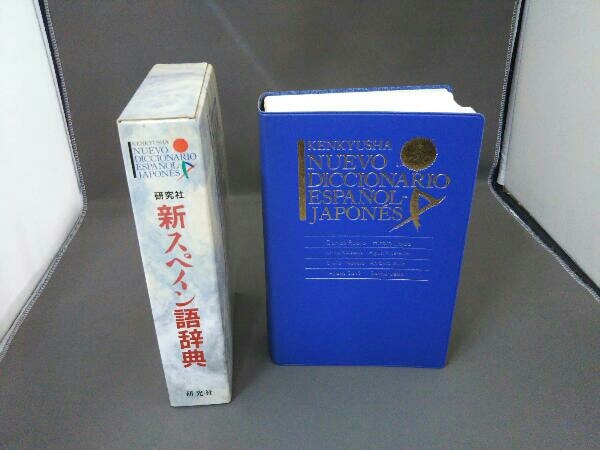 KENKYUSHA
NUEVO
DICCIONARIO
ESPAÑOL-
JAPONÉS
研究社
新スペイン語辞典
研究社
KENKYUSHA
NUEVO
DICCIONARIO
ESPAÑOL-
JAPONÉS